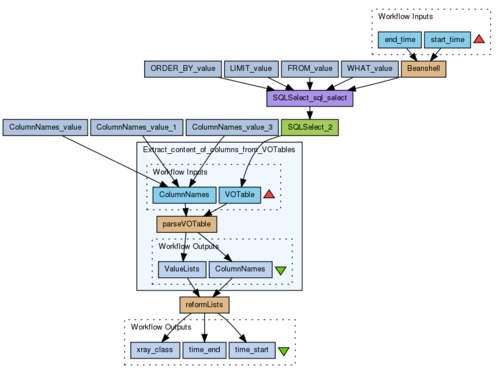 Workflow Inputs
end_time start_time
ORDER_BY_value LIMIT_value FROM_value WHAT_value Beanshell
SQLSelect_sql_select
ColumnNames_value ColumnNames_value_1 ColumnNames_value_3 SQLSelect_2
Extract_content_of_columns_from_VOTables
Workflow Inputs
ColumnNames VOTable
parseVOTable
Workflow Outputs
ValueLists ColumnNames
reformLists
Workflow Outputs
xray_class time_end time_start